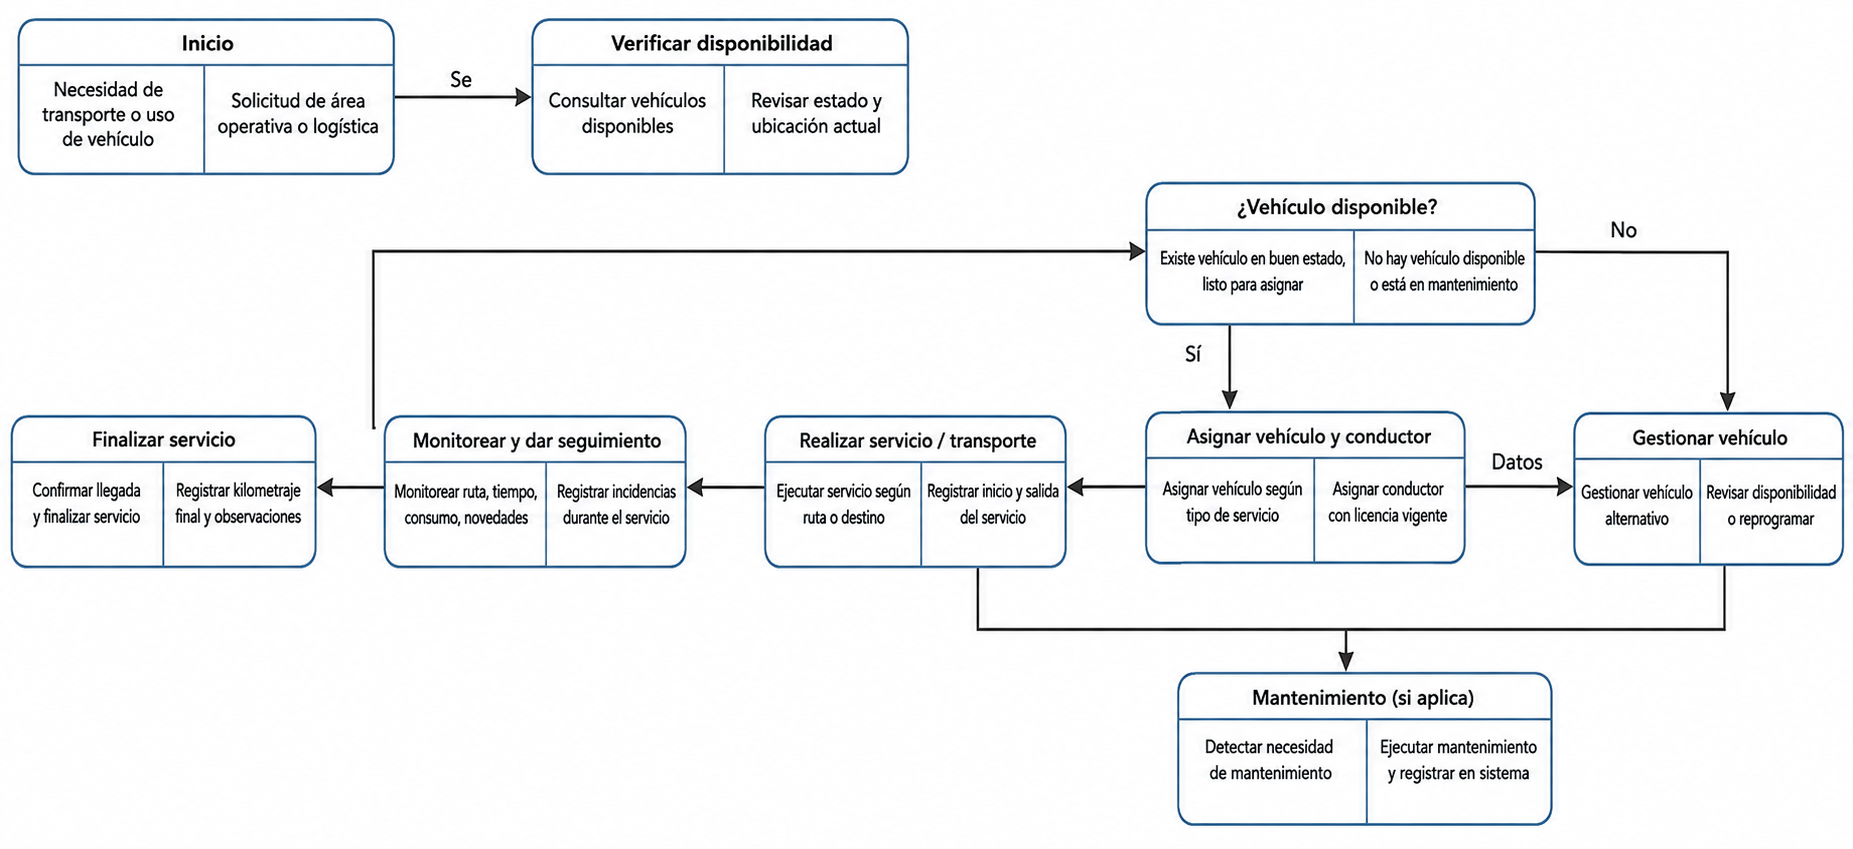 Inicio
Necesidad de
transporte o uso
de vehículo
Solicitud de área
operativa o logística
Se
Verificar disponibilidad
Consultar vehículos
disponibles
Revisar estado y
ubicación actual
¿Vehículo disponible?
Existe vehículo en buen estado,
listo para asignar
No hay vehículo disponible
o está en mantenimiento
No
Sí
Finalizar servicio
Confirmar llegada
y finalizar servicio
Registrar kilometraje
final y observaciones
Monitorear y dar seguimiento
Monitorear ruta, tiempo,
consumo, novedades
Registrar incidencias
durante el servicio
Realizar servicio / transporte
Ejecutar servicio según
ruta o destino
Registrar inicio y salida
del servicio
Asignar vehículo y conductor
Asignar vehículo según
tipo de servicio
Asignar conductor
con licencia vigente
Datos
Gestionar vehículo
Gestionar vehículo
alternativo
Revisar disponibilidad
o reprogramar
Mantenimiento (si aplica)
Detectar necesidad
de mantenimiento
Ejecutar mantenimiento
y registrar en sistema